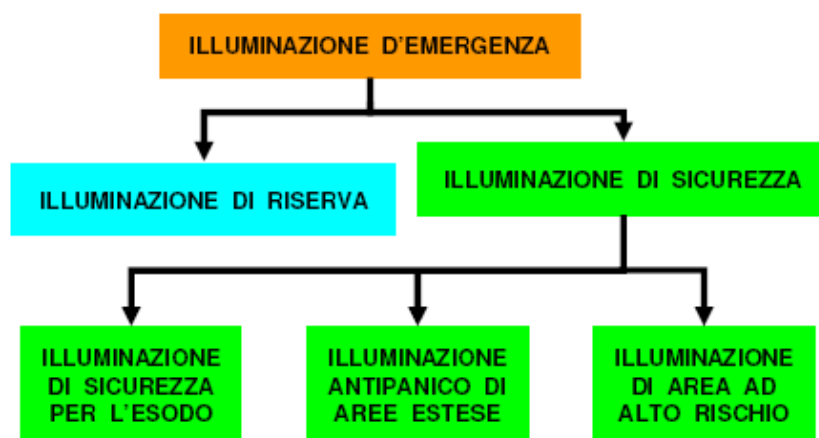 ILLUMINAZIONE D'EMERGENZA
ILLUMINAZIONE DI RISERVA
ILLUMINAZIONE DI SICUREZZA
ILLUMINAZIONE
DI SICUREZZA
PER L'ESODO
ILLUMINAZIONE
ANTIPANICO DI
AREE ESTESE
ILLUMINAZIONE
DI AREA AD
ALTO RISCHIO